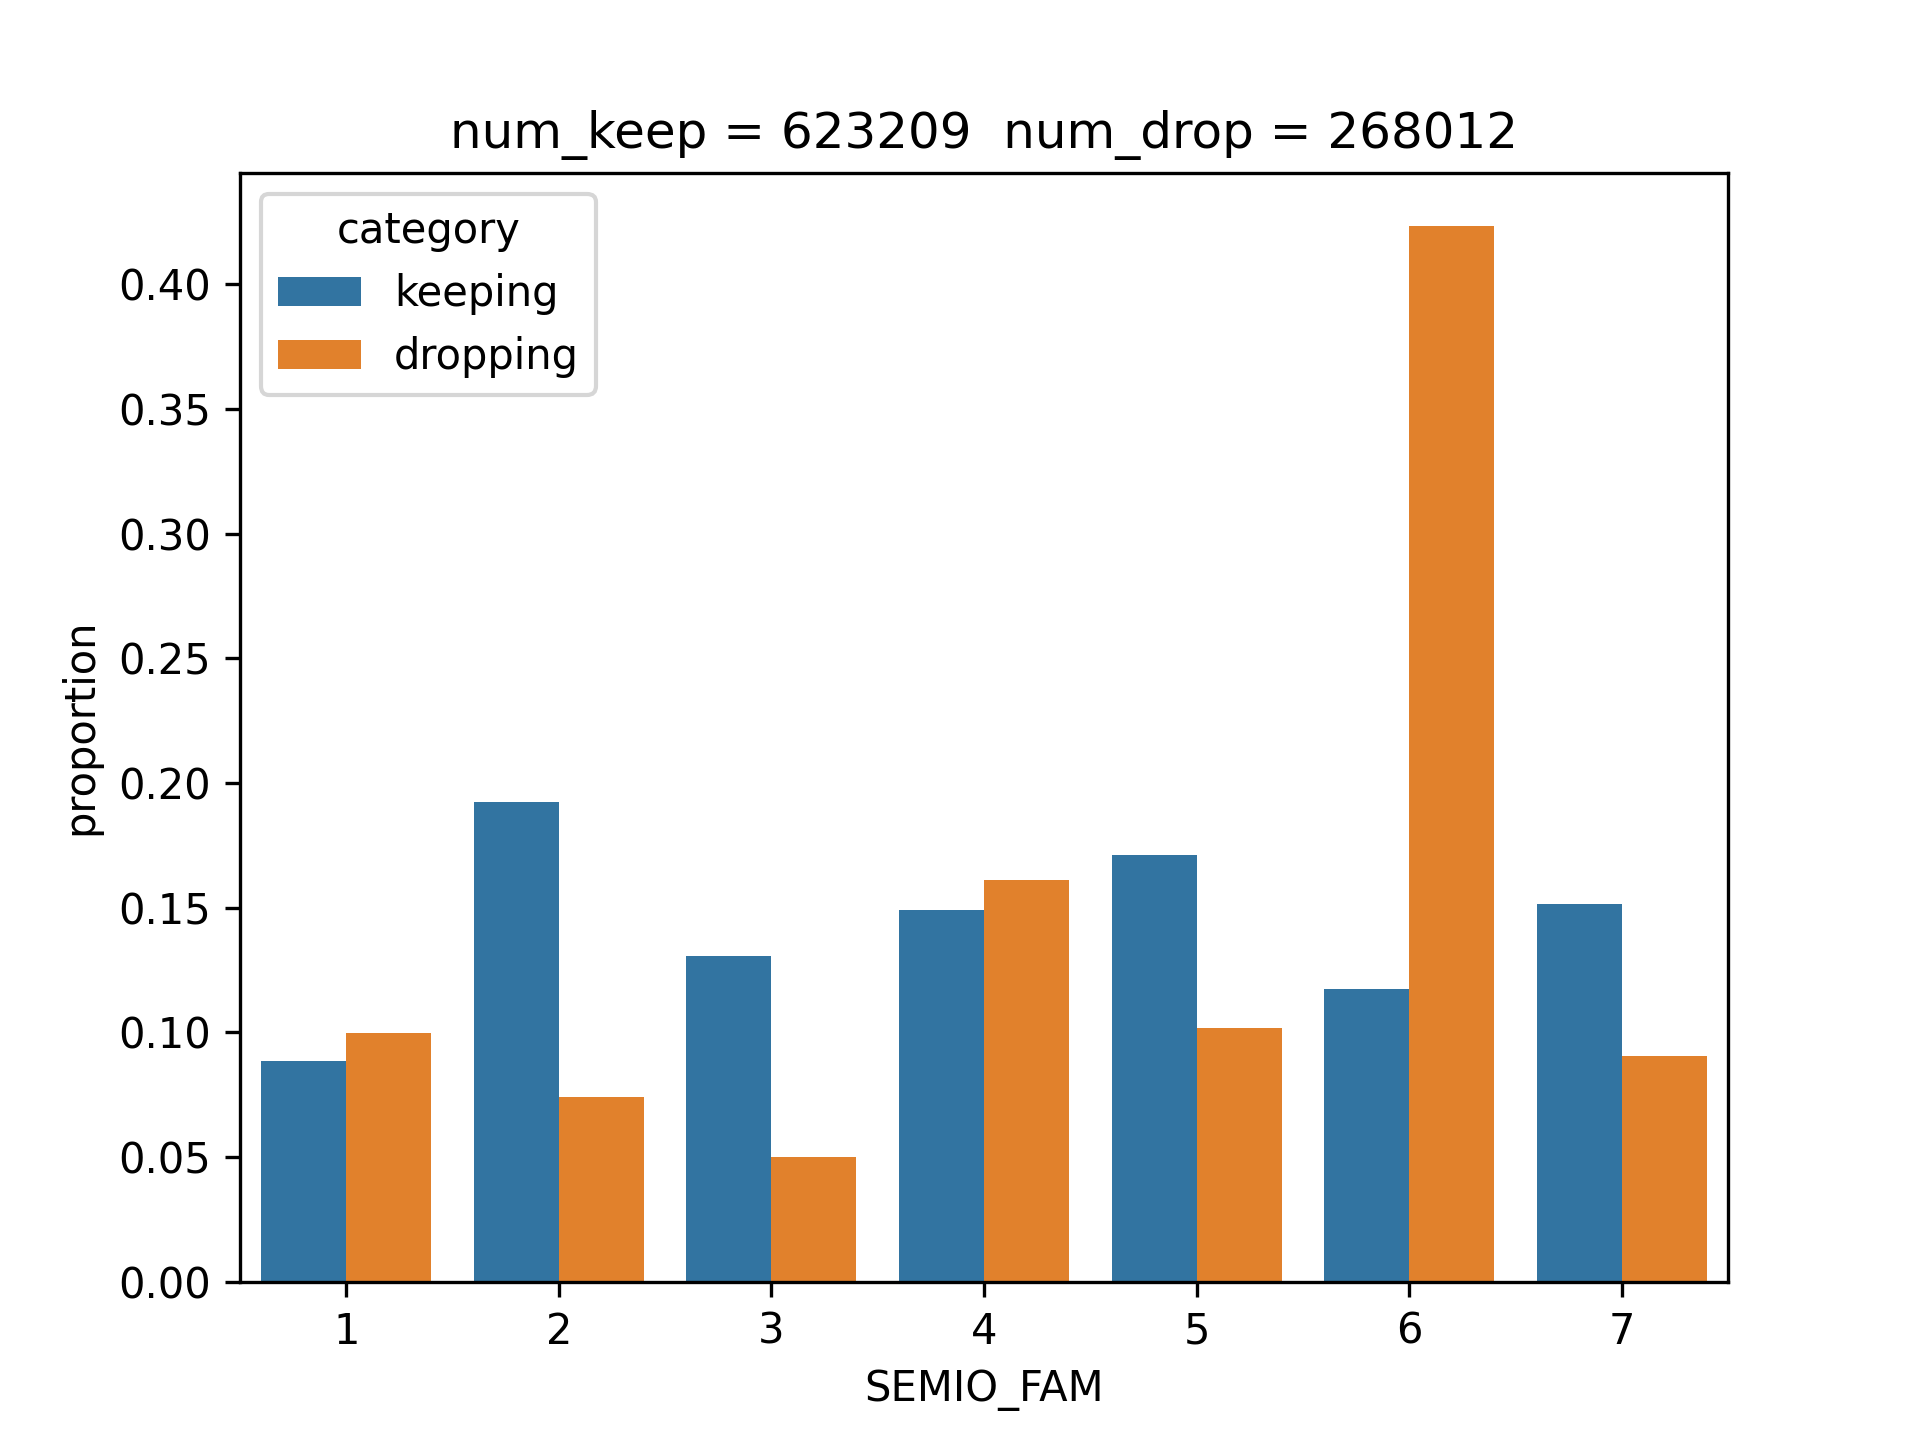 num_keep = 623209  num_drop = 268012
category
keeping
dropping
0.40
0.35
0.30
0.25
0.20
0.15
0.10
0.05
0.00
proportion
1 2 3 4 5 6 7
SEMIO_FAM